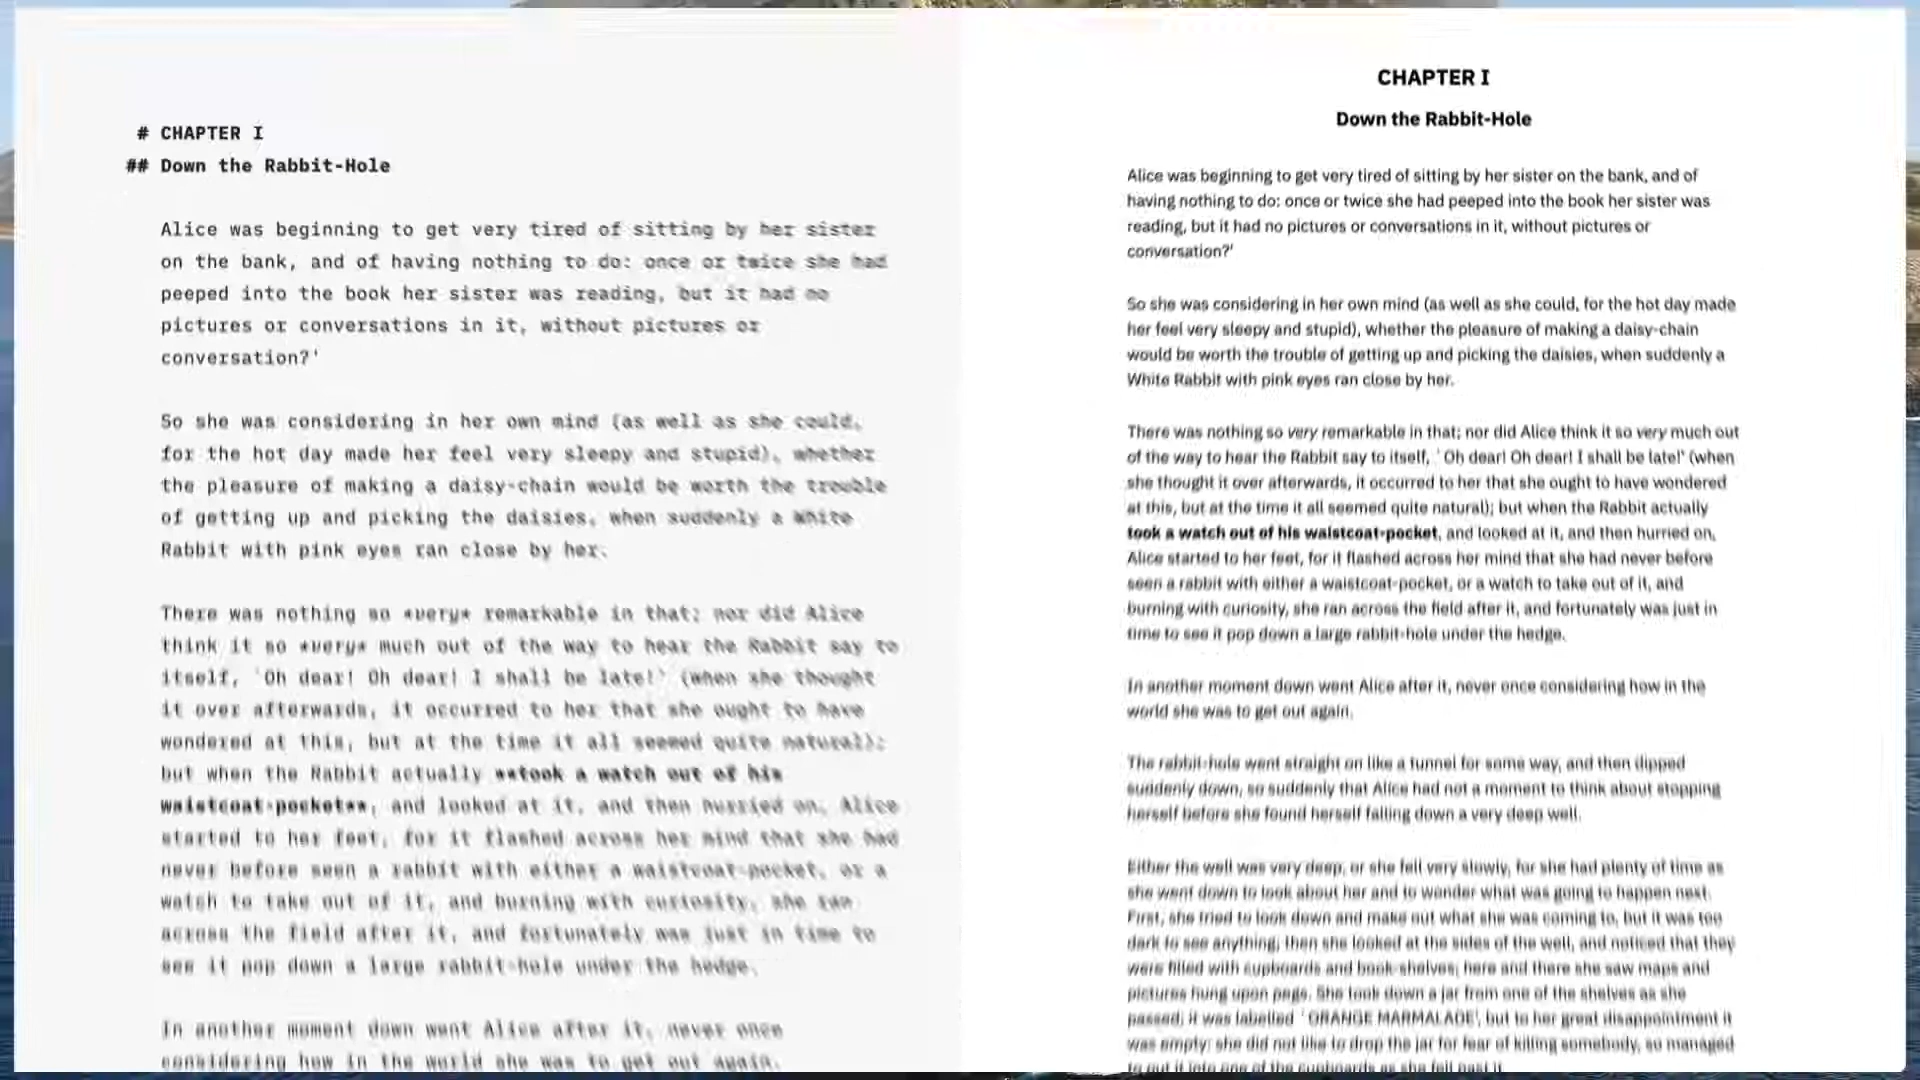 # CHAPTER I
## Down the Rabbit-Hole
Alice was beginning to get very tired of sitting by her sister
on the bank, and of having nothing to do: once or twice she had
peeped into the book her sister was reading, but it had no
pictures or conversations in it, without pictures or
conversation?'
So she was considering in her own mind (as well as she could,
for the hot day made her feel very sleepy and stupid), whether
the pleasure of making a daisy-chain would be worth the trouble
of getting up and picking the daisies, when suddenly a White
Rabbit with pink eyes ran close by her.
There was nothing so *very* remarkable in that; nor did Alice
think it so *very* much out of the way to hear the Rabbit say to
itself, `Oh dear! Oh dear! I shall be late!' (when she thought
it over afterwards, it occurred to her that she ought to have
wondered at this, but at the time it all seemed quite natural);
but when the Rabbit actually **took a watch out of his
waistcoat-pocket**, and looked at it, and then hurried on, Alice
started to her feet, for it flashed across her mind that she had
never before seen a rabbit with either a waistcoat-pocket, or a
watch to take out of it, and burning with curiosity, she ran
across the field after it, and fortunately was just in time to
see it pop down a large rabbit-hole under the hedge.
In another moment down went Alice after it, never once
considering how in the world she was to get out again.
CHAPTER I
Down the Rabbit-Hole
Alice was beginning to get very tired of sitting by her sister on the bank, and of
having nothing to do: once or twice she had peeped into the book her sister was
reading, but it had no pictures or conversations in it, without pictures or
conversation?'
So she was considering in her own mind (as well as she could, for the hot day made
her feel very sleepy and stupid), whether the pleasure of making a daisy-chain
would be worth the trouble of getting up and picking the daisies, when suddenly a
White Rabbit with pink eyes ran close by her.
There was nothing so very remarkable in that; nor did Alice think it so very much out
of the way to hear the Rabbit say to itself, `Oh dear! Oh dear! I shall be late!' (when
she thought it over afterwards, it occurred to her that she ought to have wondered
at this, but at the time it all seemed quite natural); but when the Rabbit actually
took a watch out of his waistcoat-pocket, and looked at it, and then hurried on,
Alice started to her feet, for it flashed across her mind that she had never before
seen a rabbit with either a waistcoat-pocket, or a watch to take out of it, and
burning with curiosity, she ran across the field after it, and fortunately was just in
time to see it pop down a large rabbit-hole under the hedge.
In another moment down went Alice after it, never once considering how in the
world she was to get out again.
The rabbit-hole went straight on like a tunnel for some way, and then dipped
suddenly down, so suddenly that Alice had not a moment to think about stopping
herself before she found herself falling down a very deep well.
Either the well was very deep, or she fell very slowly, for she had plenty of time as
she went down to look about her and to wonder what was going to happen next.
First, she tried to look down and make out what she was coming to, but it was too
dark to see anything; then she looked at the sides of the well, and noticed that they
were filled with cupboards and book-shelves; here and there she saw maps and
pictures hung upon pegs. She took down a jar from one of the shelves as she
passed; it was labelled `ORANGE MARMALADE', but to her great disappointment it
was empty: she did not like to drop the jar for fear of killing somebody, so managed
to put it into one of the cupboards as she fell past it.